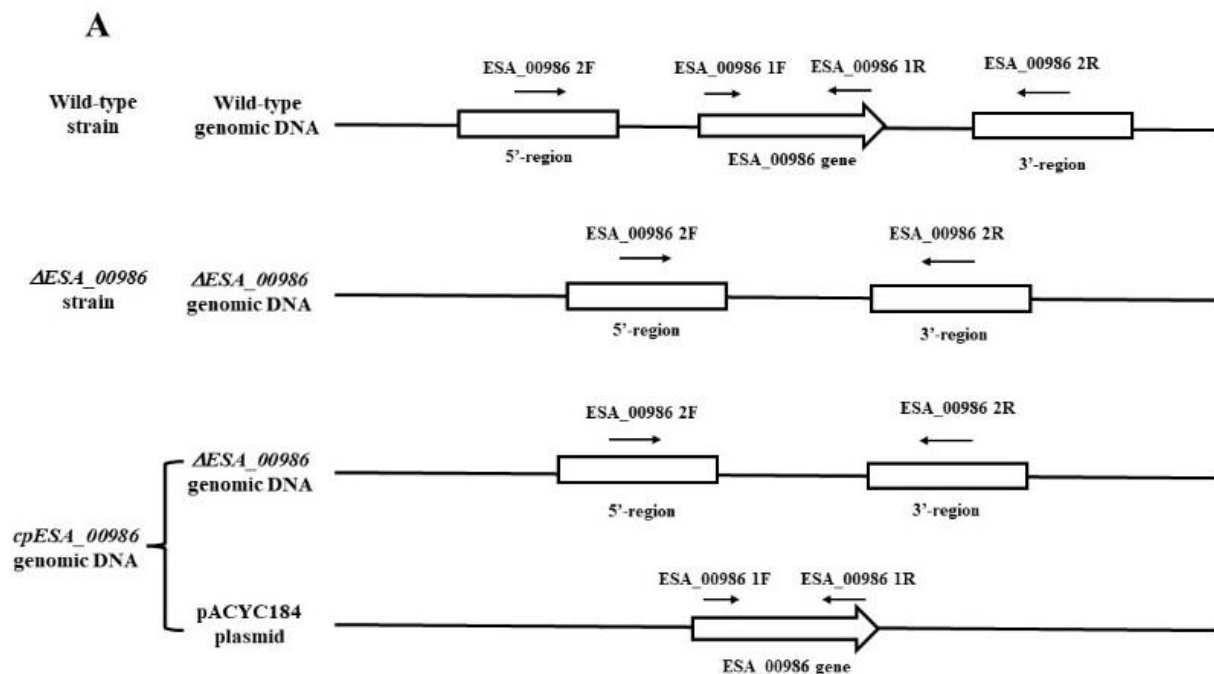 A
ESA_00986 2F
ESA_00986 1F
ESA_00986 1R
ESA_00986 2R
Wild-type
strain
Wild-type
genomic DNA
5’-region
ESA_00986 gene
3’-region
ESA_00986 2F
ESA_00986 2R
ΔESA_00986
strain
ΔESA_00986
genomic DNA
5’-region
3’-region
ESA_00986 2F
ESA_00986 2R
ΔESA_00986
genomic DNA
5’-region
3’-region
cpESA_00986
genomic DNA
ESA_00986 1F
ESA_00986 1R
pACYC184
plasmid
ESA_00986 gene